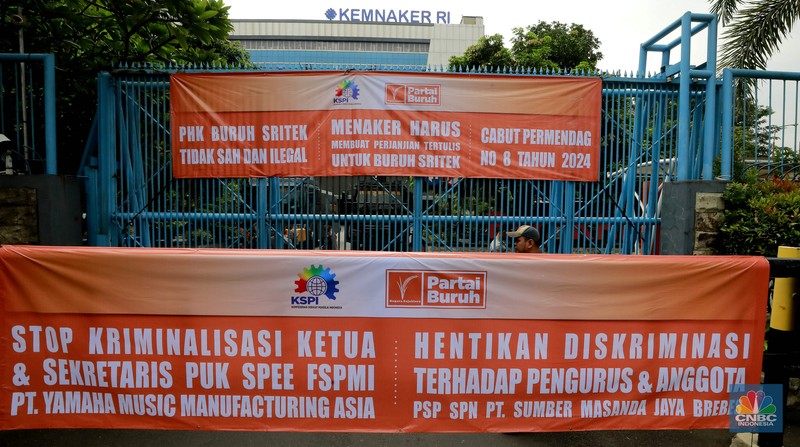 KEMNAKER RI
KSPI
Partai
Buruh
PHK BURUH SRITEK
TIDAK SAH DAN ILEGAL
MENAKER HARUS
MEMBUAT PERJANJIAN TERTULIS
UNTUK BURUH SRITEK
CABUT PERMENDAG
NO 8 TAHUN 2024
KSPI
Partai
Buruh
STOP KRIMINALISASI KETUA
& SEKRETARIS PUK SPEE FSPMI
PT. YAMAHA MUSIC MANUFACTURING ASIA
HENTIKAN DISKRIMINASI
TERHADAP PENGURUS & ANGGOTA
PSP SPN PT. SUMBER MASANDA JAYA BREBE
CNBC
INDONESIA